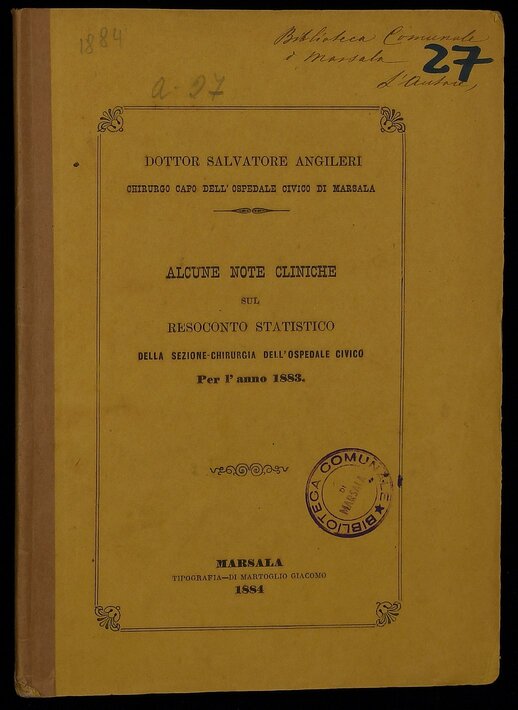 1884
Biblioteca Comunale
di Marsala
27
L'Autore
a. 27
DOTTOR SALVATORE ANGILERI
CHIRURGO CAPO DELL'OSPEDALE CIVICO DI MARSALA
ALCUNE NOTE CLINICHE
SUL
RESOCONTO STATISTICO
DELLA SEZIONE-CHIRURGIA DELL'OSPEDALE CIVICO
Per l'anno 1883.
BIBLIOTECA COMUNALE
DI
MARSALA
MARSALA
TIPOGRAFIA—DI MARTOGLIO GIACOMO
1884